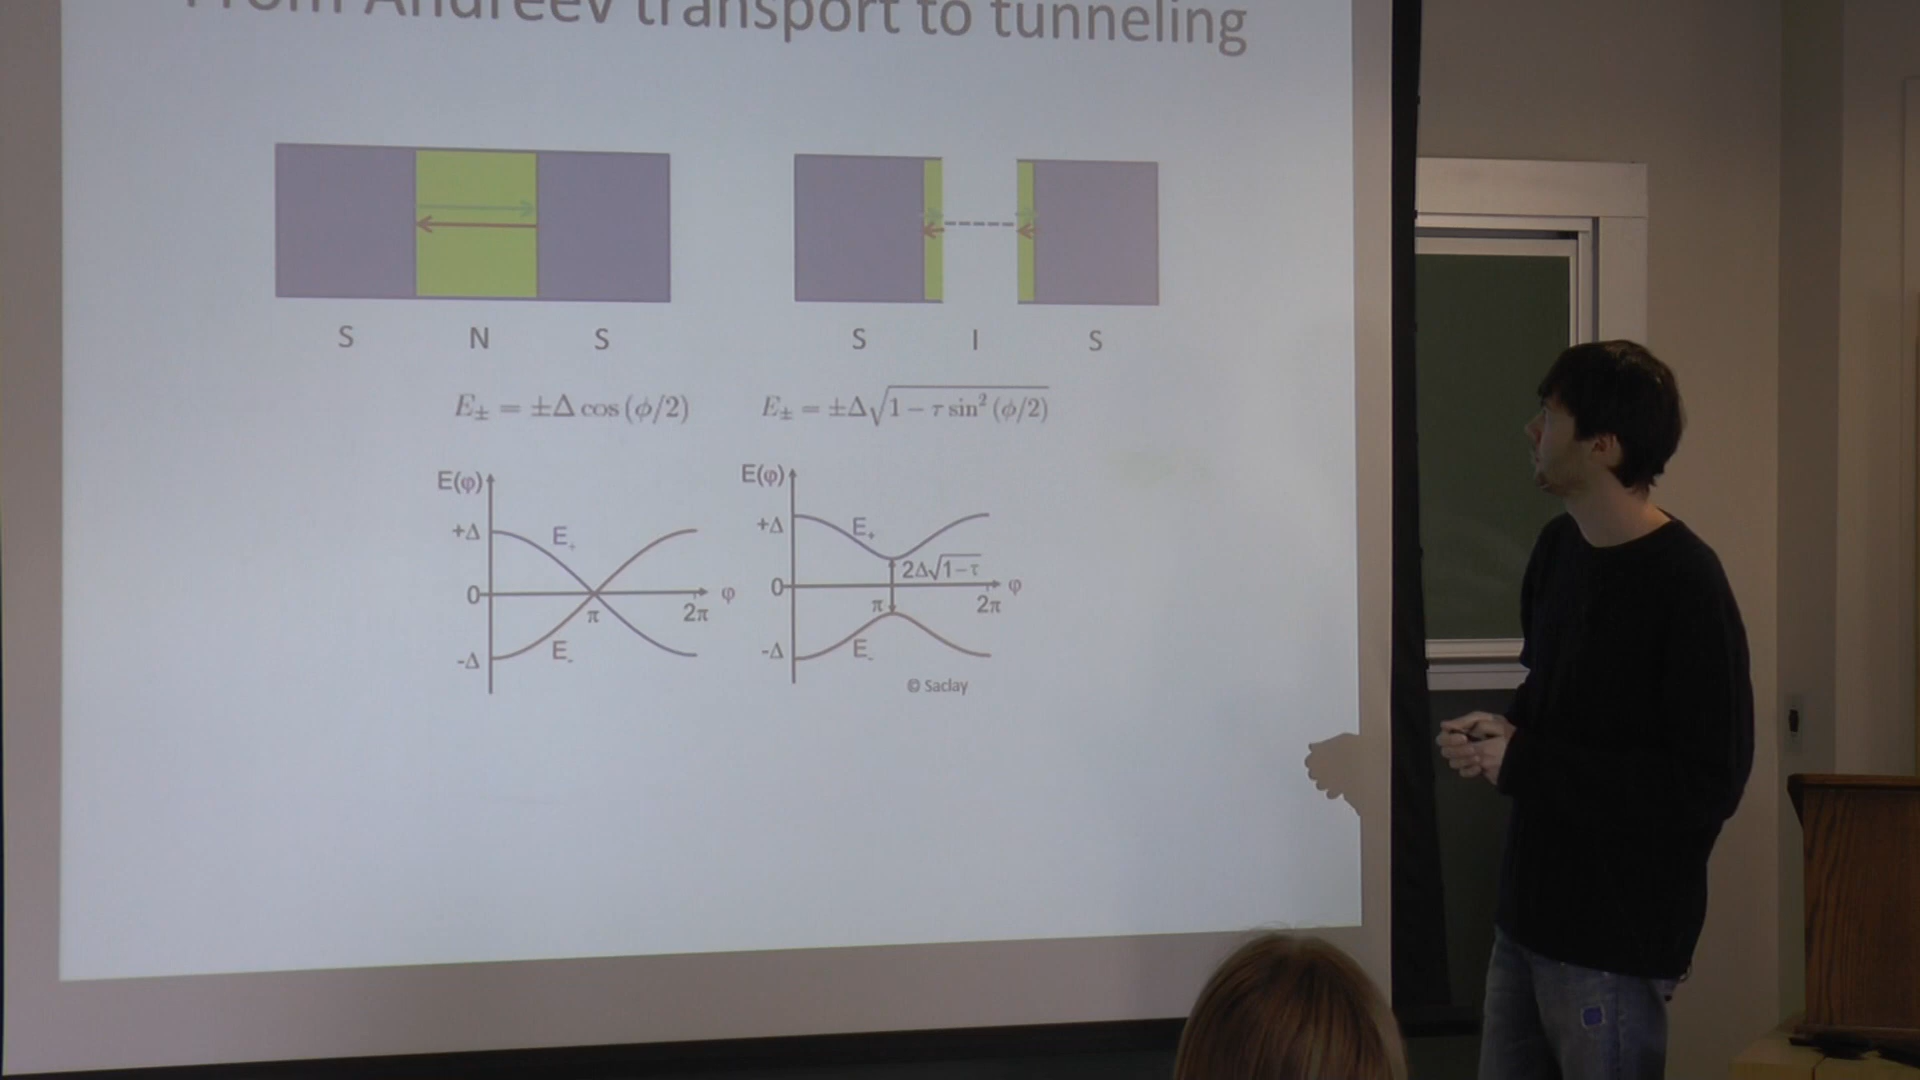 From Andreev transport to tunneling
S N S S I S
E± = ±Δ cos (ϕ/2) E± = ±Δ√1 − τ sin² (ϕ/2)
E(φ) E(φ)
+Δ E₊ +Δ E₊
2Δ√1−τ
0 π 2π φ 0 π 2π φ
-Δ E₋ -Δ E₋
© Saclay